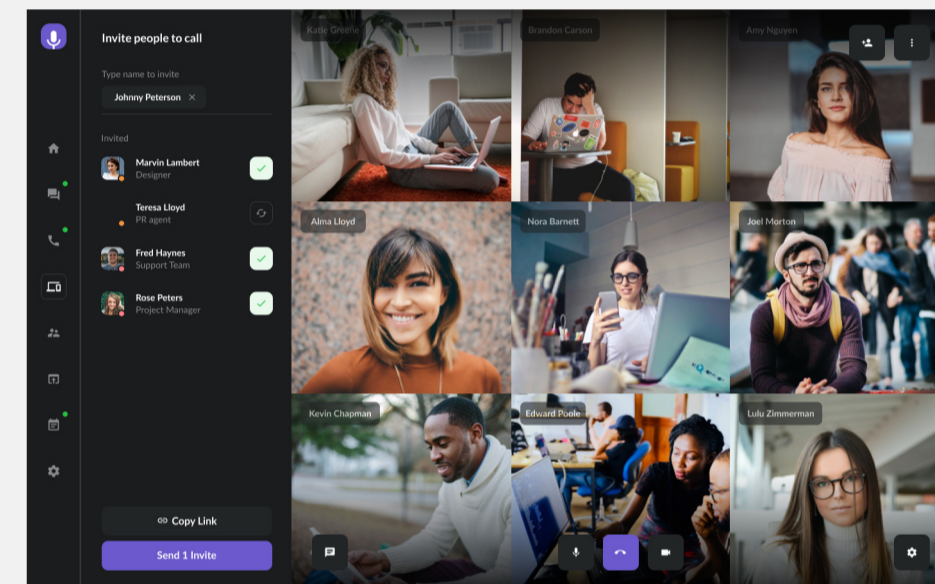 Invite people to call
Type name to invite
Johnny Peterson
Invited
Marvin Lambert
Designer
Teresa Lloyd
PR agent
Fred Haynes
Support Team
Rose Peters
Project Manager
Copy Link
Send 1 Invite
Katie Greene
Brandon Carson
Amy Nguyen
Alma Lloyd
Nora Barnett
Joel Morton
Kevin Chapman
Edward Poole
Lulu Zimmerman